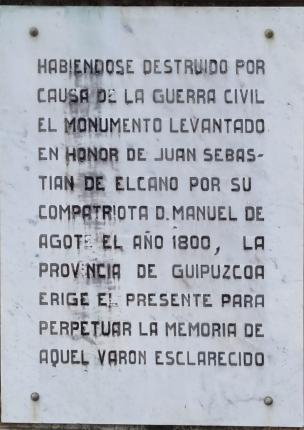 HABIENDOSE DESTRUIDO POR
CAUSA DE LA GUERRA CIVIL
EL MONUMENTO LEVANTADO
EN HONOR DE JUAN SEBAS-
TIAN DE ELCANO POR SU
COMPATRIOTA D. MANUEL DE
AGOTE EL AÑO 1800, LA
PROVINCIA DE GUIPUZCOA
ERIGE EL PRESENTE PARA
PERPETUAR LA MEMORIA DE
AQUEL VARON ESCLARECIDO